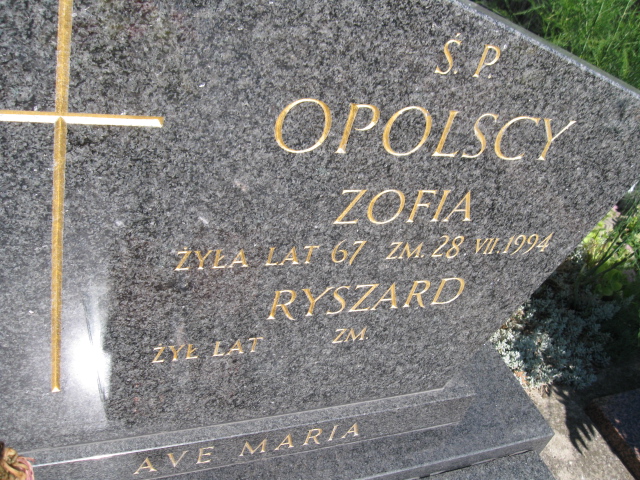 Ś. P.
OPOLSCY
ZOFIA
ŻYŁA LAT 67 ZM. 28 VII.1994
RYSZARD
ŻYŁ LAT ZM.
AVE MARIA